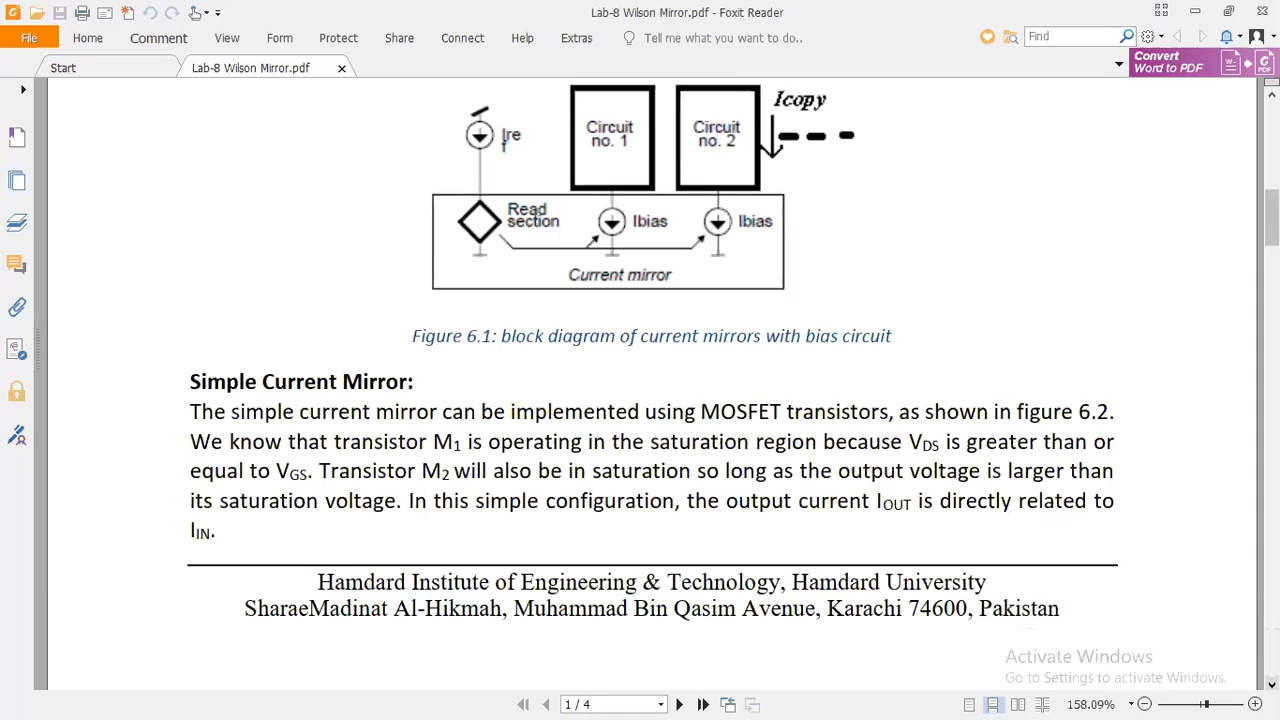 Lab-8 Wilson Mirror.pdf - Foxit Reader
File Home Comment View Form Protect Share Connect Help Extras Tell me what you want to do.. Find
Start Lab-8 Wilson Mirror.pdf
Convert
Word to PDF
Icopy
Ire
f
Circuit
no. 1
Circuit
no. 2
Read
section
Ibias
Ibias
Current mirror
Figure 6.1: block diagram of current mirrors with bias circuit
Simple Current Mirror:
The simple current mirror can be implemented using MOSFET transistors, as shown in figure 6.2.
We know that transistor M1 is operating in the saturation region because VDS is greater than or
equal to VGS. Transistor M2 will also be in saturation so long as the output voltage is larger than
its saturation voltage. In this simple configuration, the output current IOUT is directly related to
IIN.
Hamdard Institute of Engineering & Technology, Hamdard University
SharaeMadinat Al-Hikmah, Muhammad Bin Qasim Avenue, Karachi 74600, Pakistan
Activate Windows
Go to Settings to activate Windows.
1 / 4
158.09%